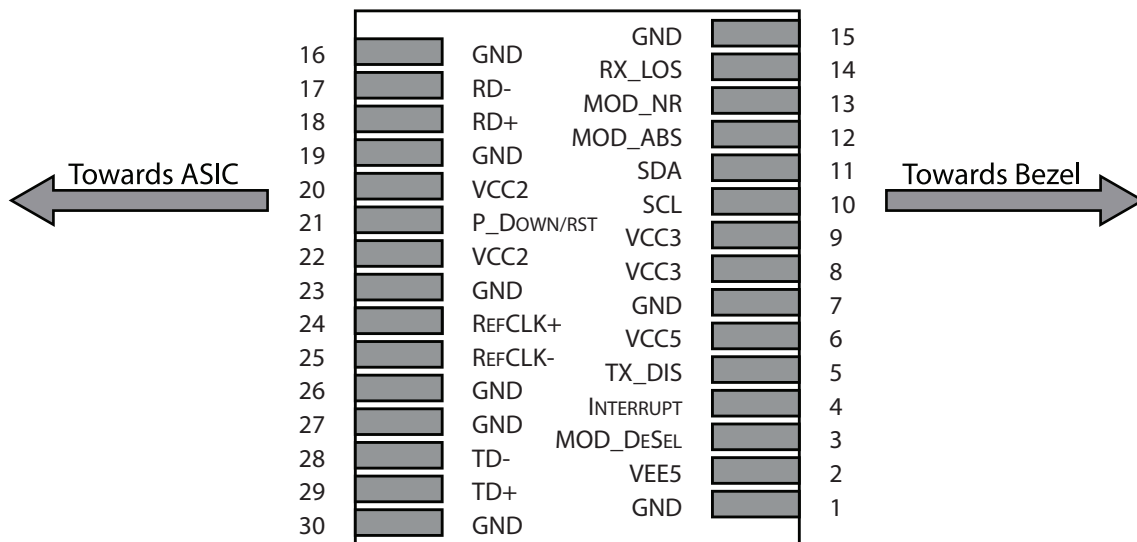 GND 15
16 GND
RX_LOS 14
17 RD-
MOD_NR 13
18 RD+
MOD_ABS 12
19 GND
SDA 11
Towards ASIC
Towards Bezel
20 VCC2
SCL 10
21 P_DOWN/RST
VCC3 9
22 VCC2
VCC3 8
23 GND
GND 7
24 REFCLK+
VCC5 6
25 REFCLK-
TX_DIS 5
26 GND
INTERRUPT 4
27 GND
MOD_DESEL 3
28 TD-
VEE5 2
29 TD+
GND 1
30 GND